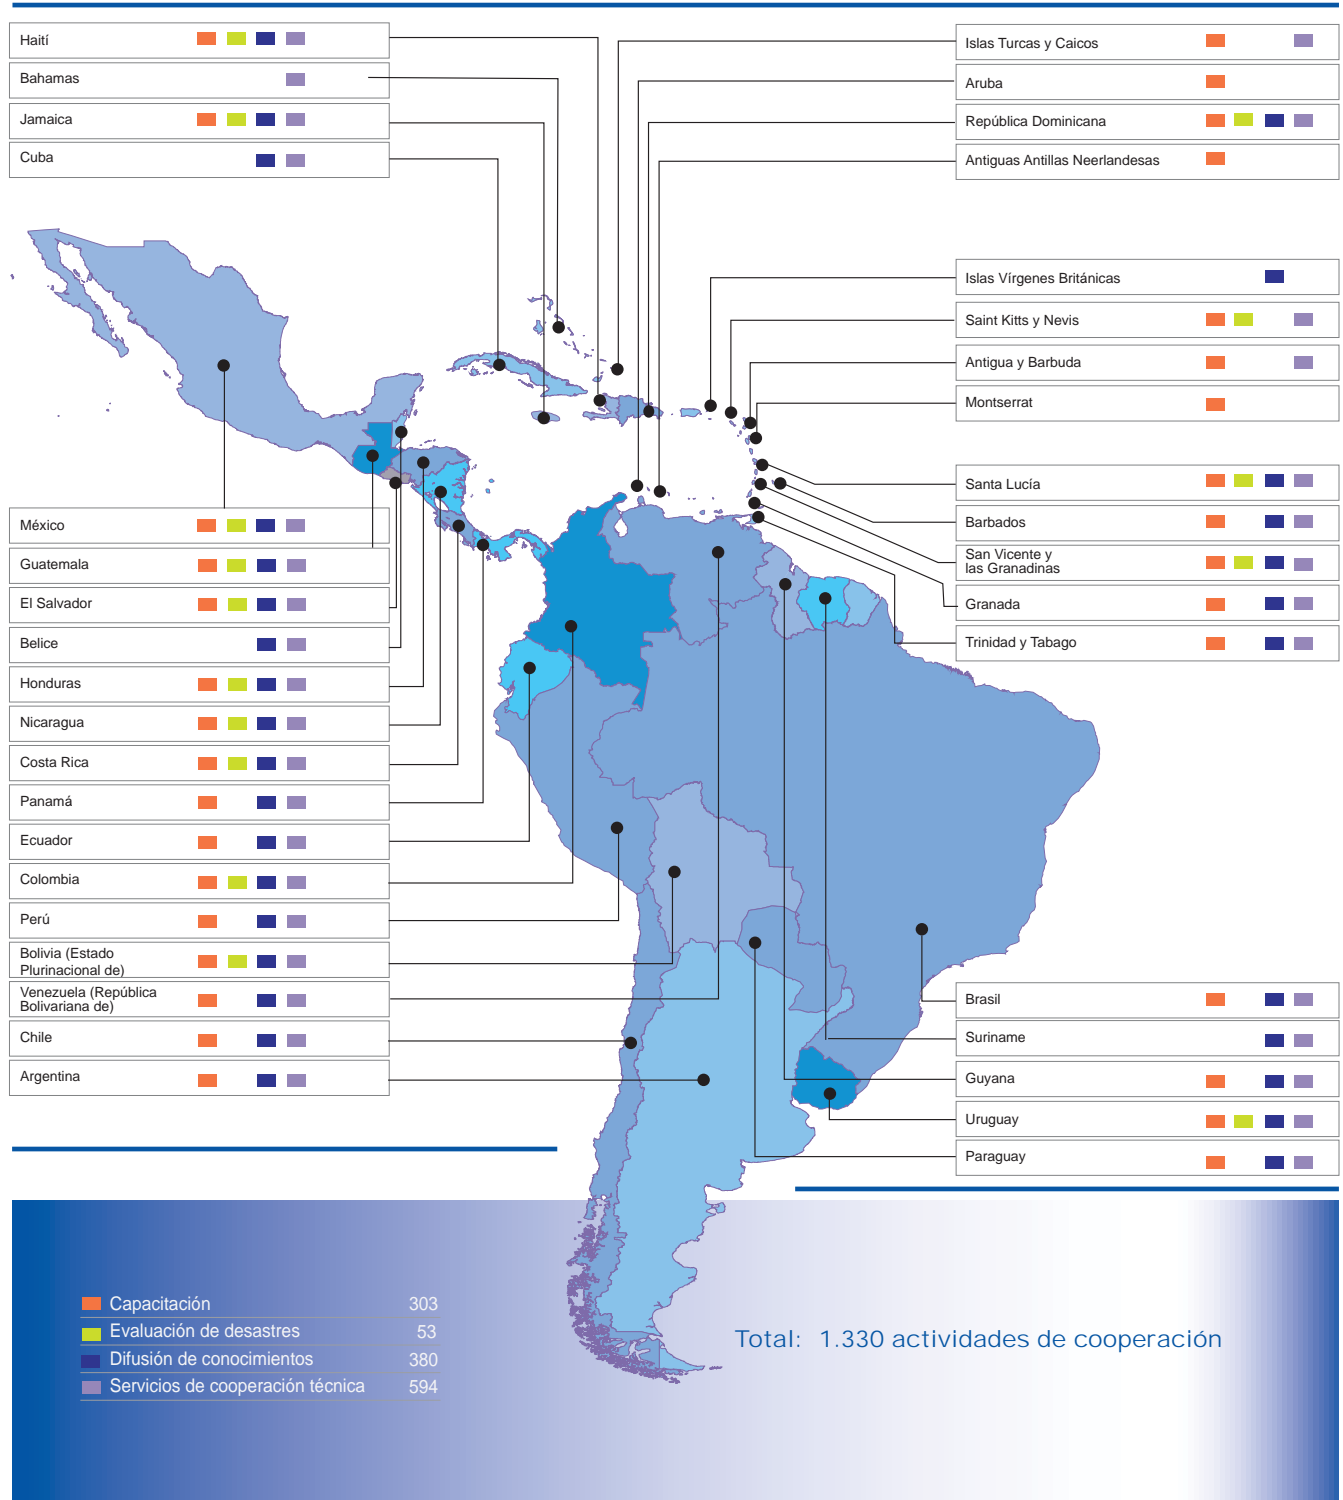 Haití
Bahamas
Jamaica
Cuba
Islas Turcas y Caicos
Aruba
República Dominicana
Antiguas Antillas Neerlandesas
Islas Vírgenes Británicas
Saint Kitts y Nevis
Antigua y Barbuda
Montserrat
Santa Lucía
Barbados
San Vicente y
las Granadinas
Granada
Trinidad y Tabago
México
Guatemala
El Salvador
Belice
Honduras
Nicaragua
Costa Rica
Panamá
Ecuador
Colombia
Perú
Bolivia (Estado
Plurinacional de)
Venezuela (República
Bolivariana de)
Chile
Argentina
Brasil
Suriname
Guyana
Uruguay
Paraguay
Capacitación 303
Evaluación de desastres 53
Difusión de conocimientos 380
Servicios de cooperación técnica 594
Total: 1.330 actividades de cooperación